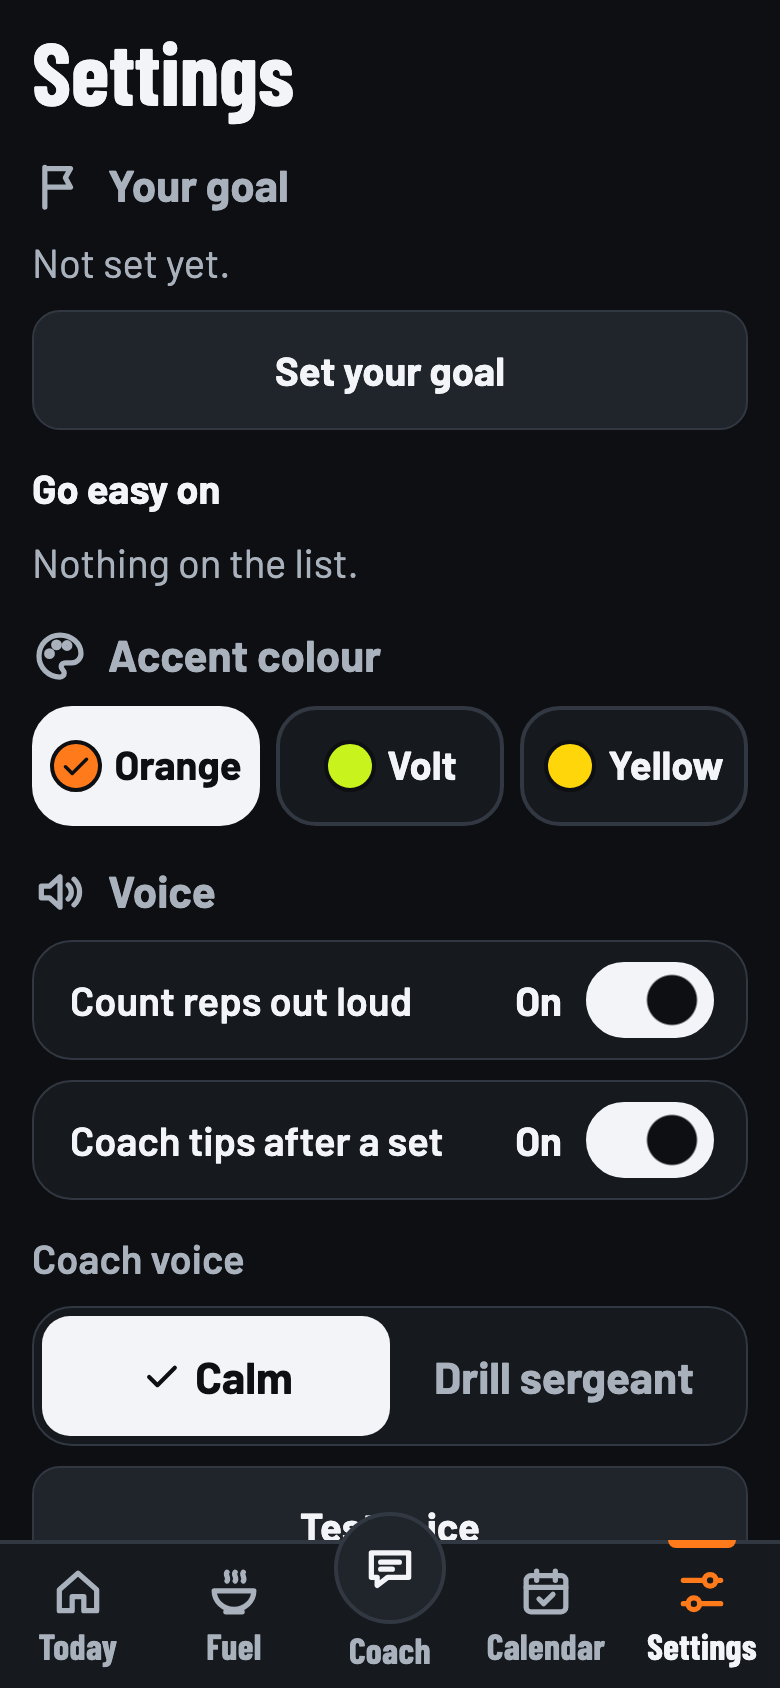 Settings
Your goal
Not set yet.
Set your goal
Go easy on
Nothing on the list.
Accent colour
Orange
Volt
Yellow
Voice
Count reps out loud
On
Coach tips after a set
On
Coach voice
Calm
Drill sergeant
Today
Fuel
Coach
Calendar
Settings